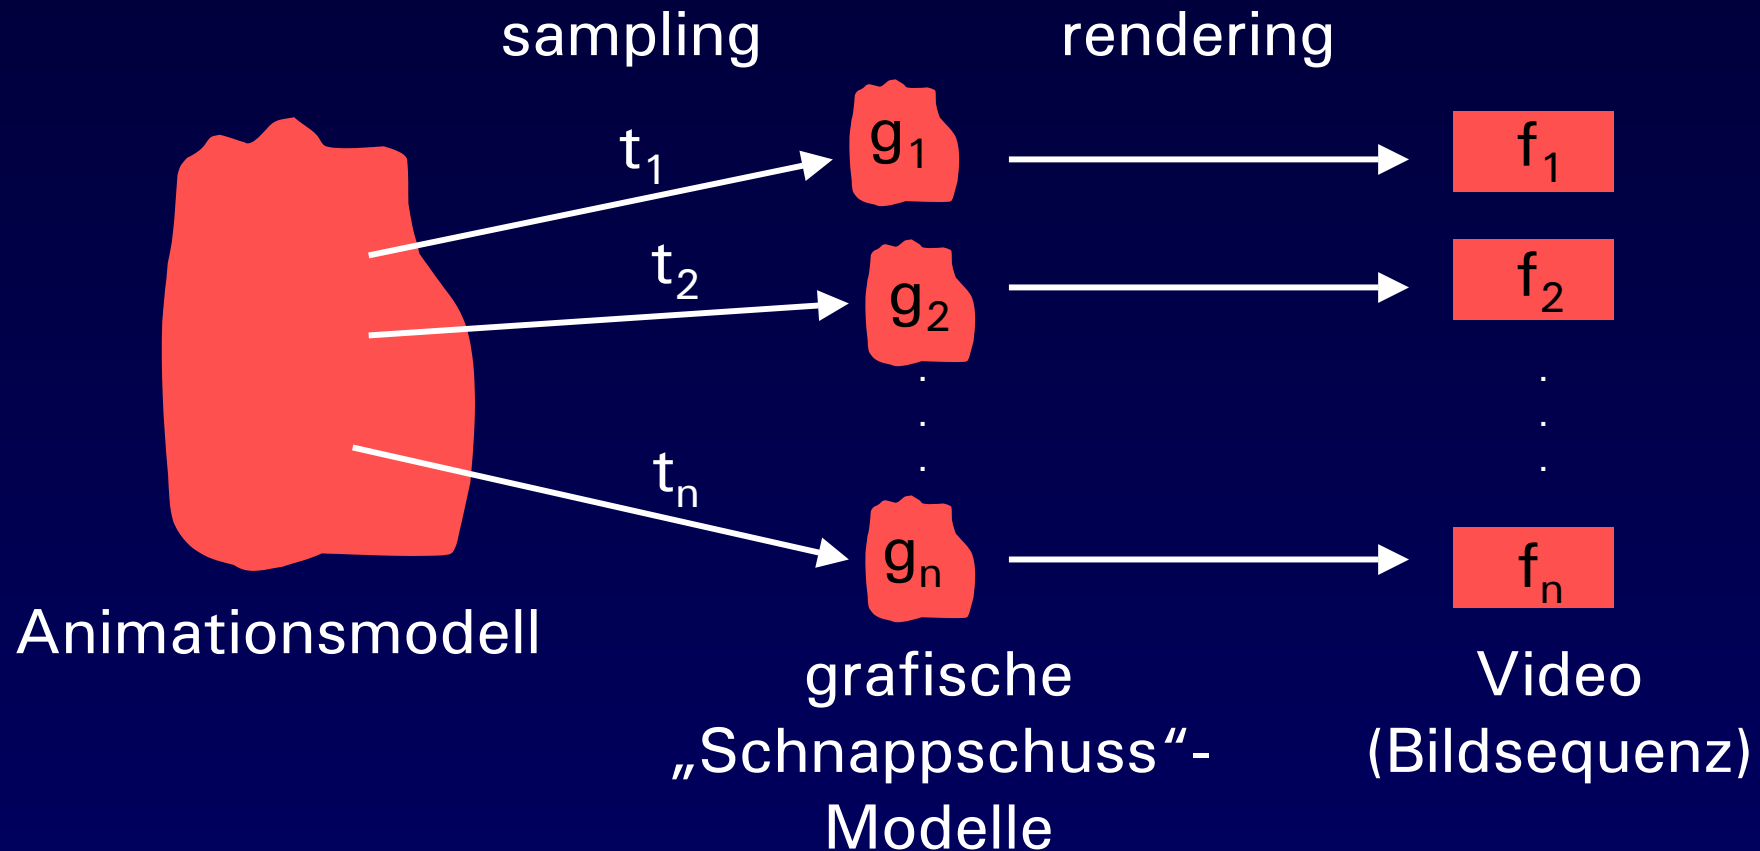 sampling rendering
t1 g1 f1
t2 g2 f2
.
.
.
.
.
.
tn gn fn
Animationsmodell
grafische
„Schnappschuss“-
Modelle
Video
(Bildsequenz)